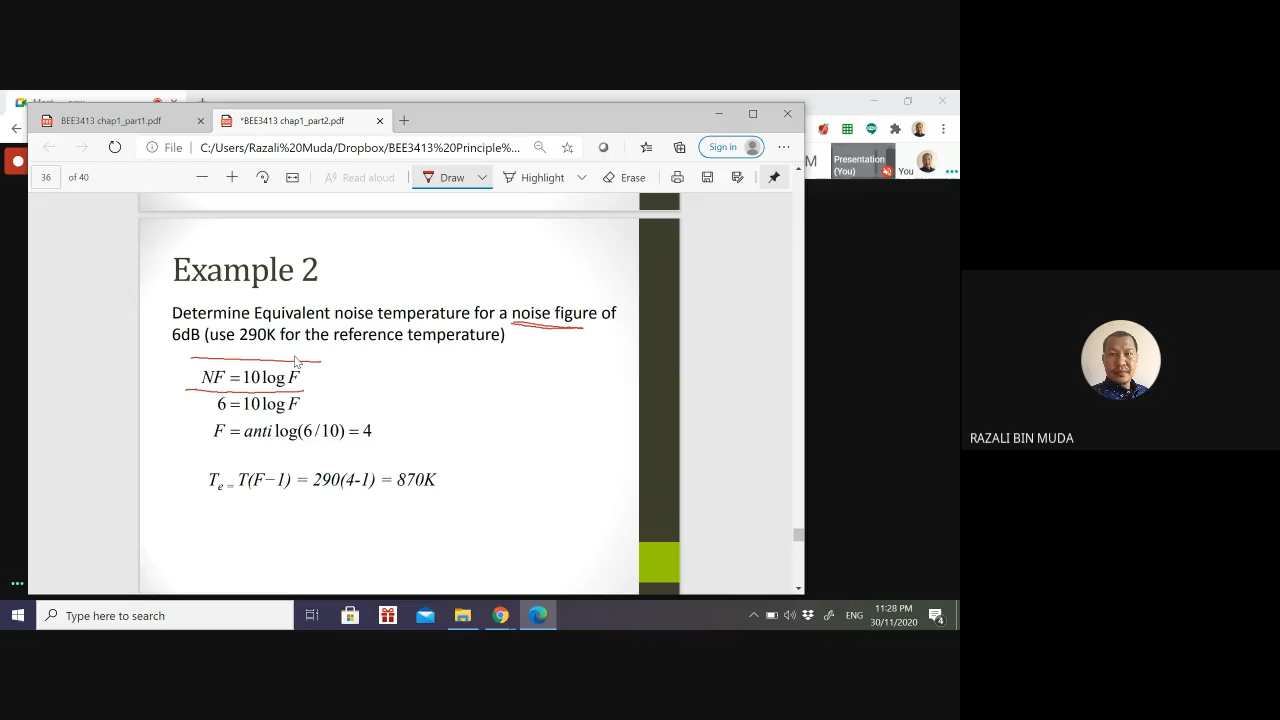 BEE3413 chap1_part1.pdf
*BEE3413 chap1_part2.pdf
File
C:/Users/Razali%20Muda/Dropbox/BEE3413%20Principle%...
Sign in
36 of 40
Read aloud
Draw
Highlight
Erase
M
Presentation
(You)
You
Example 2
Determine Equivalent noise temperature for a noise figure of
6dB (use 290K for the reference temperature)
NF = 10 log F
6 = 10 log F
F = anti log(6/10) = 4
Te = T(F−1) = 290(4-1) = 870K
RAZALI BIN MUDA
Type here to search
ENG
11:28 PM
30/11/2020
4